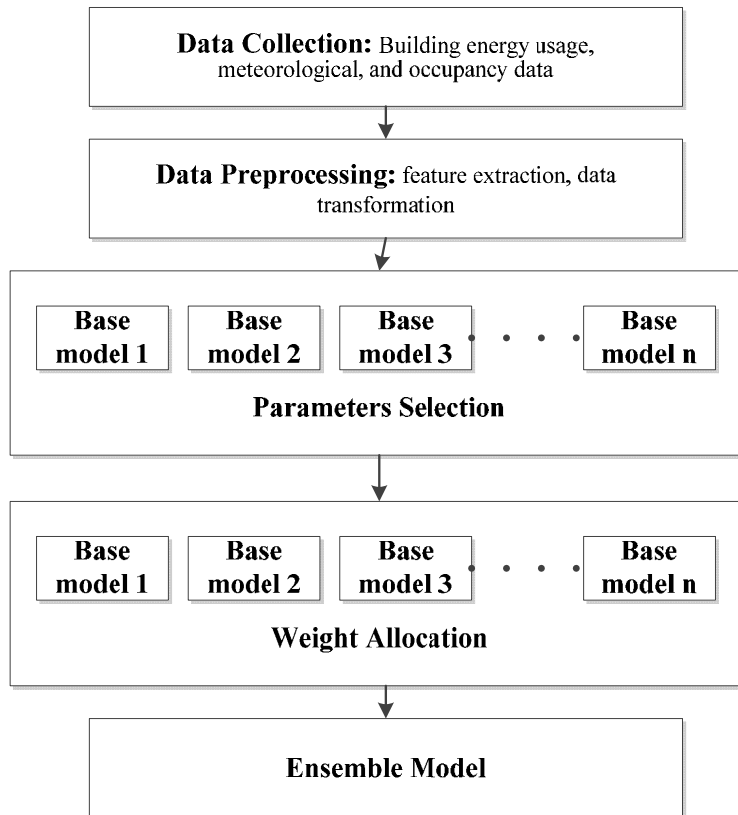 Data Collection: Building energy usage,
meteorological, and occupancy data
Data Preprocessing: feature extraction, data
transformation
Base
model 1
Base
model 2
Base
model 3
Base
model n
Parameters Selection
Base
model 1
Base
model 2
Base
model 3
Base
model n
Weight Allocation
Ensemble Model